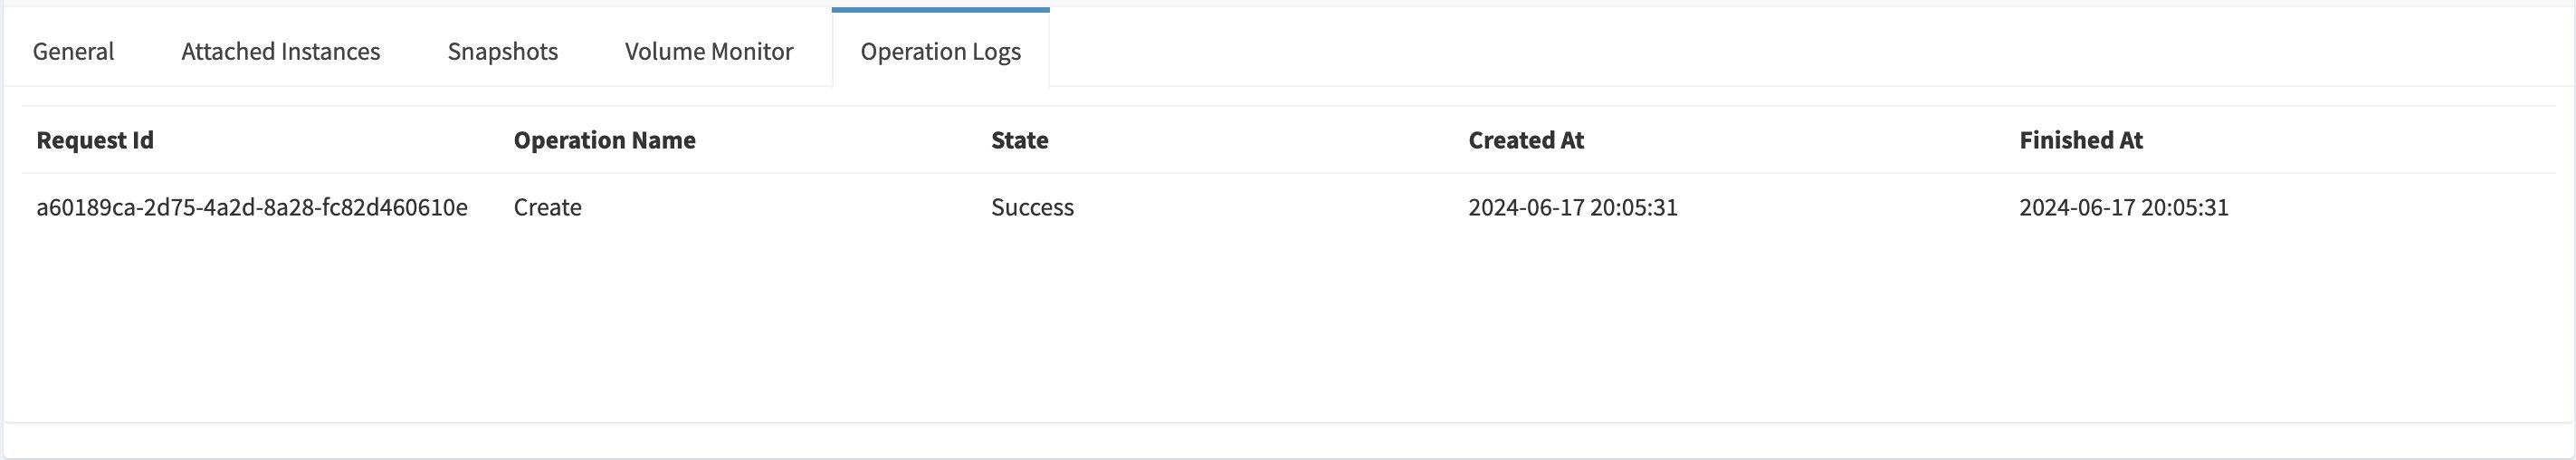 General Attached Instances Snapshots Volume Monitor Operation Logs
Request Id Operation Name State Created At Finished At
a60189ca-2d75-4a2d-8a28-fc82d460610e Create Success 2024-06-17 20:05:31 2024-06-17 20:05:31